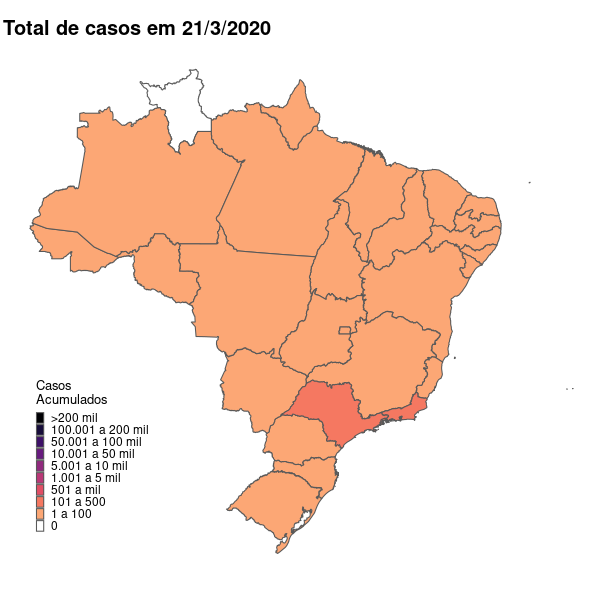 Total de casos em 21/3/2020
Casos
Acumulados
>200 mil
100.001 a 200 mil
50.001 a 100 mil
10.001 a 50 mil
5.001 a 10 mil
1.001 a 5 mil
501 a mil
101 a 500
1 a 100
0